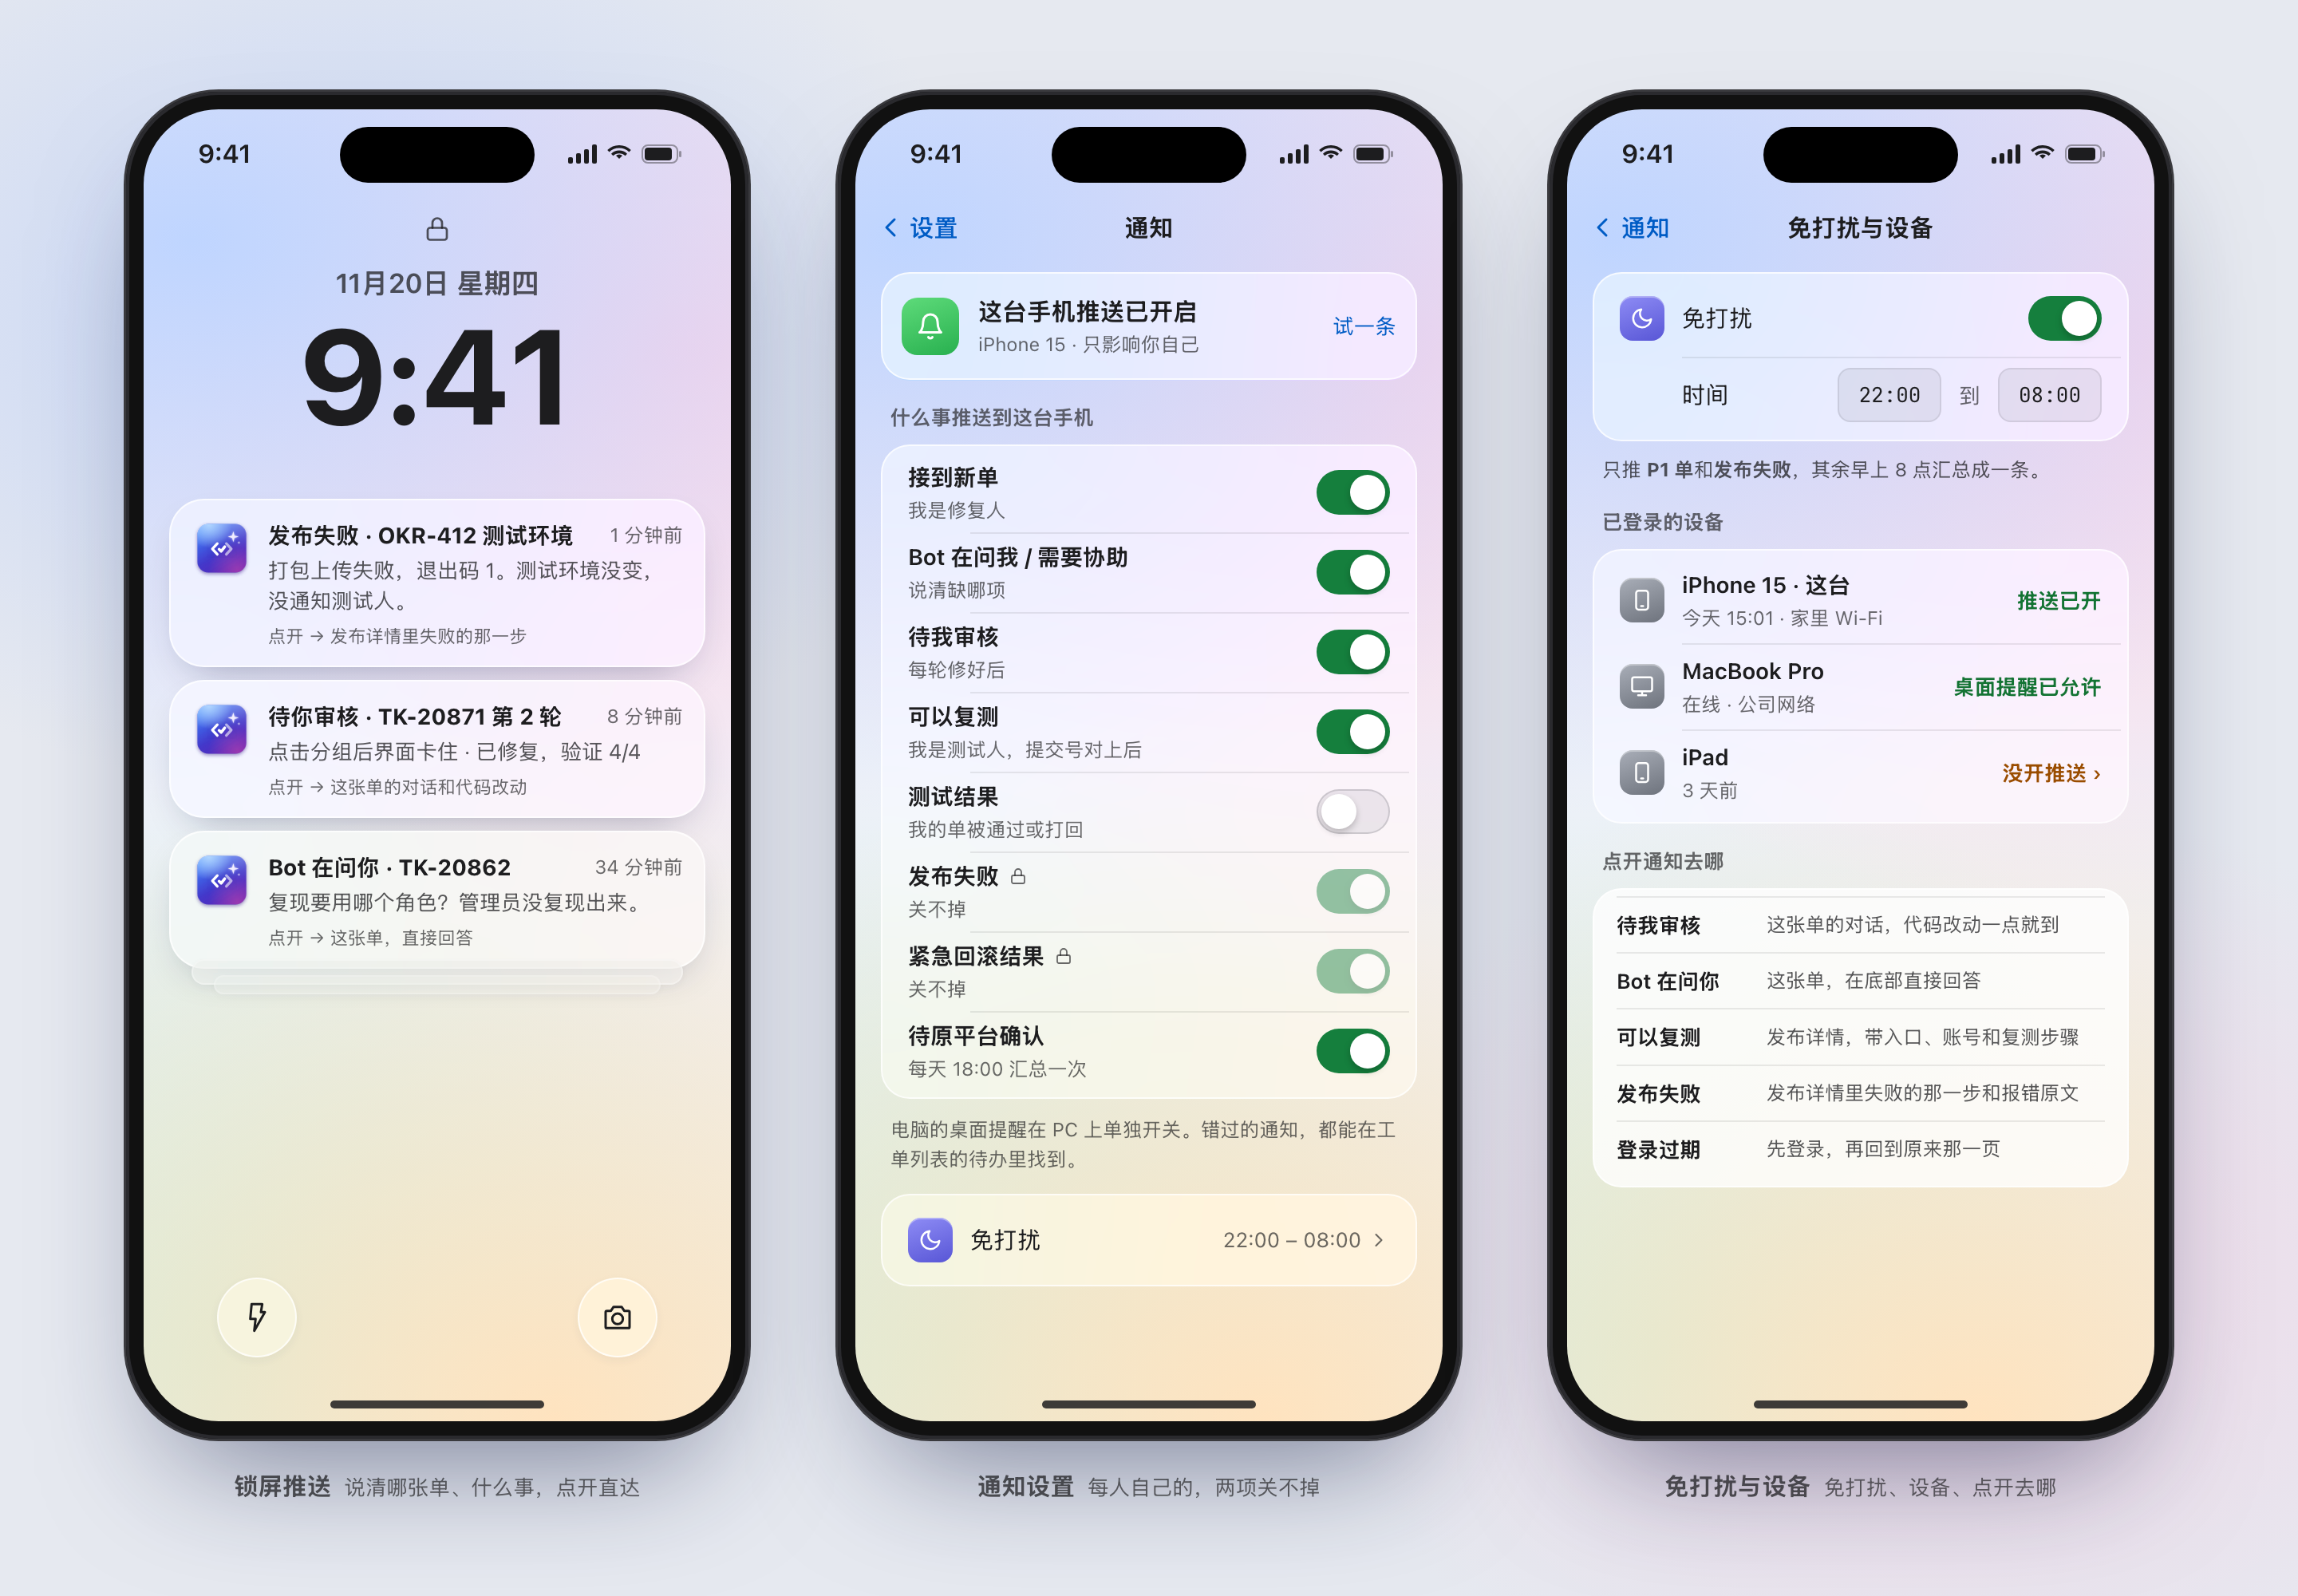 9:41
11月20日 星期四
9:41
发布失败 · OKR-412 测试环境 1 分钟前
打包上传失败，退出码 1。测试环境没变，
没通知测试人。
点开 → 发布详情里失败的那一步
待你审核 · TK-20871 第 2 轮 8 分钟前
点击分组后界面卡住 · 已修复，验证 4/4
点开 → 这张单的对话和代码改动
Bot 在问你 · TK-20862 34 分钟前
复现要用哪个角色？管理员没复现出来。
点开 → 这张单，直接回答
锁屏推送 说清哪张单、什么事，点开直达
9:41
设置 通知
这台手机推送已开启
iPhone 15 · 只影响你自己
试一条
什么事推送到这台手机
接到新单
我是修复人
Bot 在问我 / 需要协助
说清缺哪项
待我审核
每轮修好后
可以复测
我是测试人，提交号对上后
测试结果
我的单被通过或打回
发布失败
关不掉
紧急回滚结果
关不掉
待原平台确认
每天 18:00 汇总一次
电脑的桌面提醒在 PC 上单独开关。错过的通知，都能在工
单列表的待办里找到。
免打扰 22:00 – 08:00
通知设置 每人自己的，两项关不掉
9:41
通知 免打扰与设备
免打扰
时间 22:00 到 08:00
只推 P1 单和发布失败，其余早上 8 点汇总成一条。
已登录的设备
iPhone 15 · 这台
今天 15:01 · 家里 Wi-Fi
推送已开
MacBook Pro
在线 · 公司网络
桌面提醒已允许
iPad
3 天前
没开推送 ›
点开通知去哪
待我审核 这张单的对话，代码改动一点就到
Bot 在问你 这张单，在底部直接回答
可以复测 发布详情，带入口、账号和复测步骤
发布失败 发布详情里失败的那一步和报错原文
登录过期 先登录，再回到原来那一页
免打扰与设备 免打扰、设备、点开去哪